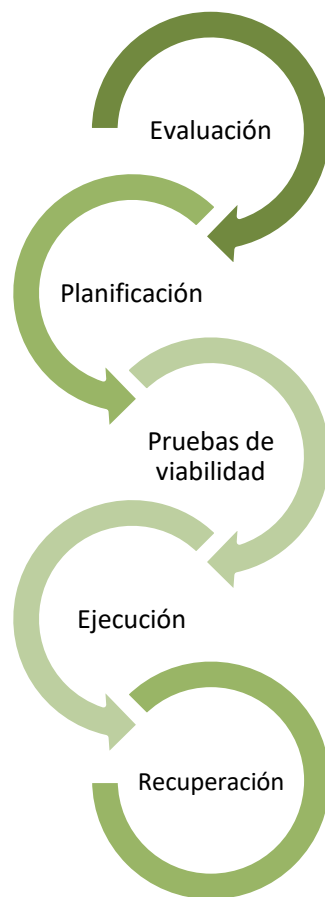 Evaluación
Planificación
Pruebas de
viabilidad
Ejecución
Recuperación